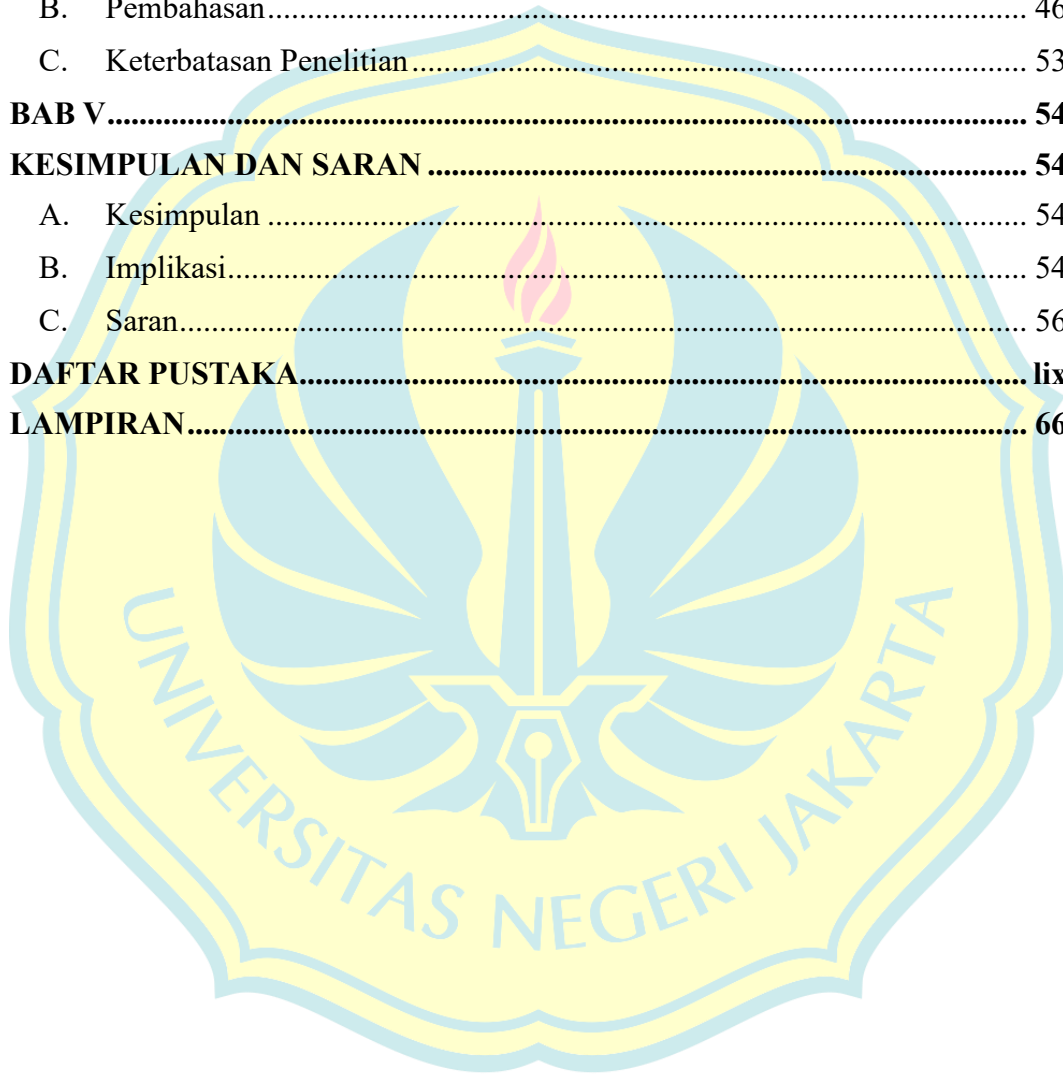 B. Pembahasan.................................................................................................. 46
C. Keterbatasan Penelitian ............................................................................... 53
BAB V.................................................................................................................... 54
KESIMPULAN DAN SARAN ............................................................................ 54
A. Kesimpulan .................................................................................................. 54
B. Implikasi....................................................................................................... 54
C. Saran............................................................................................................. 56
DAFTAR PUSTAKA............................................................................................ lix
LAMPIRAN.......................................................................................................... 66
UNIVERSITAS NEGERI JAKARTA